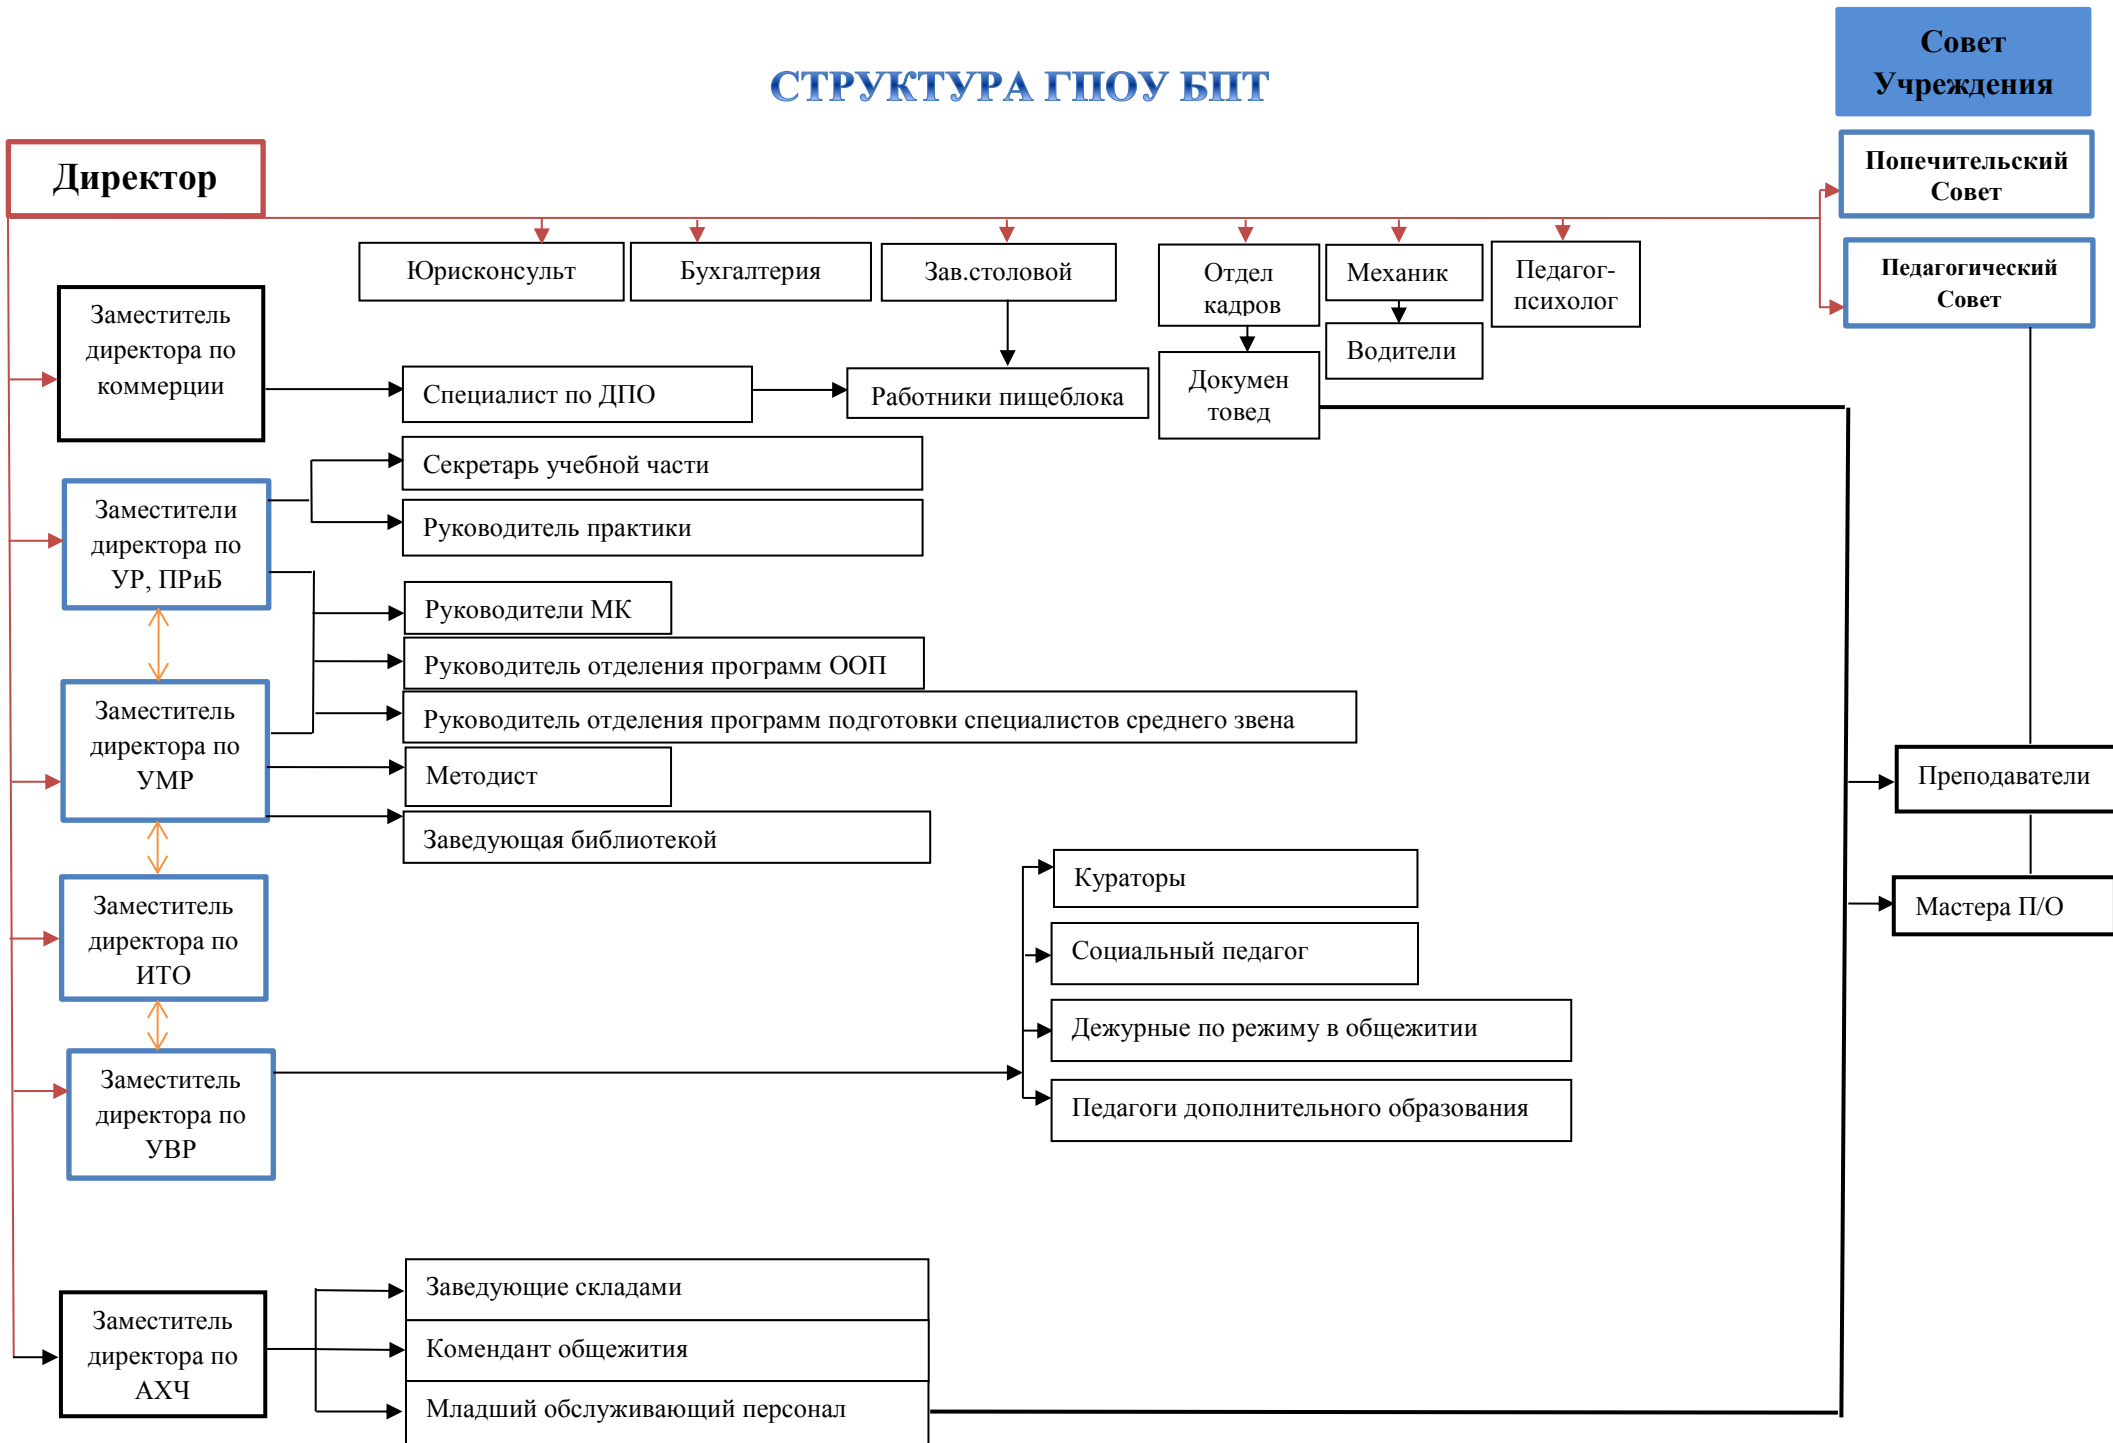 Совет
Учреждения
СТРУКТУРА ГПОУ БПТ
Директор
Попечительский
Совет
Юрисконсульт
Бухгалтерия
Зав.столовой
Отдел
кадров
Механик
Педагог-
психолог
Педагогический
Совет
Заместитель
директора по
коммерции
Водители
Специалист по ДПО
Работники пищеблока
Докумен
товед
Секретарь учебной части
Заместители
директора по
УР, ПРиБ
Руководитель практики
Руководители МК
Руководитель отделения программ ООП
Заместитель
директора по
УМР
Руководитель отделения программ подготовки специалистов среднего звена
Методист
Преподаватели
Заведующая библиотекой
Кураторы
Мастера П/О
Заместитель
директора по
ИТО
Социальный педагог
Дежурные по режиму в общежитии
Заместитель
директора по
УВР
Педагоги дополнительного образования
Заведующие складами
Заместитель
директора по
АХЧ
Комендант общежития
Младший обслуживающий персонал